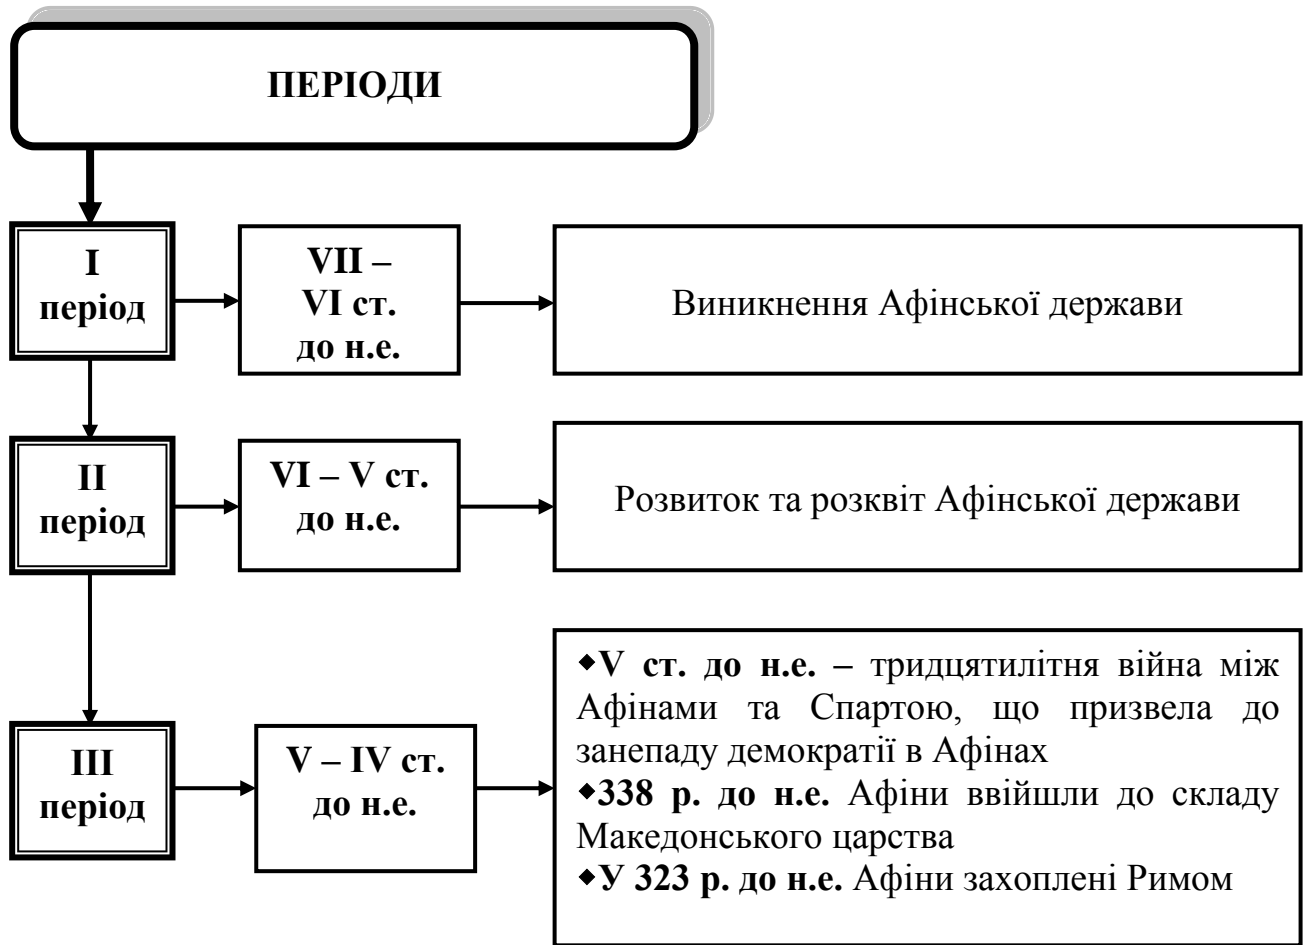 ПЕРІОДИ
І
період
VII –
VI ст.
до н.е.
Виникнення Афінської держави
ІІ
період
VI – V ст.
до н.е.
Розвиток та розквіт Афінської держави
ІІІ
період
V – IV ст.
до н.е.
◆V ст. до н.е. – тридцятилітня війна між
Афінами та Спартою, що призвела до
занепаду демократії в Афінах
◆338 р. до н.е. Афіни ввійшли до складу
Македонського царства
◆У 323 р. до н.е. Афіни захоплені Римом